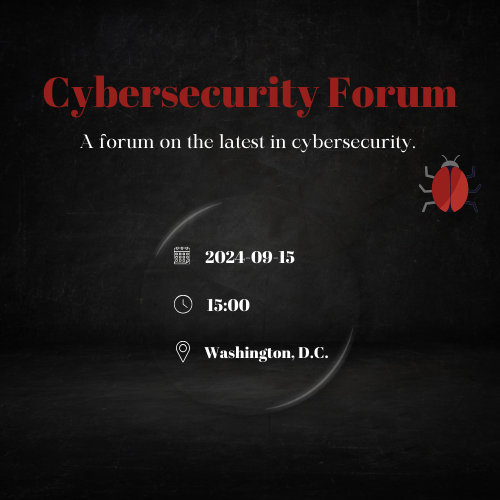 Cybersecurity Forum
A forum on the latest in cybersecurity.
2024-09-15
15:00
Washington, D.C.